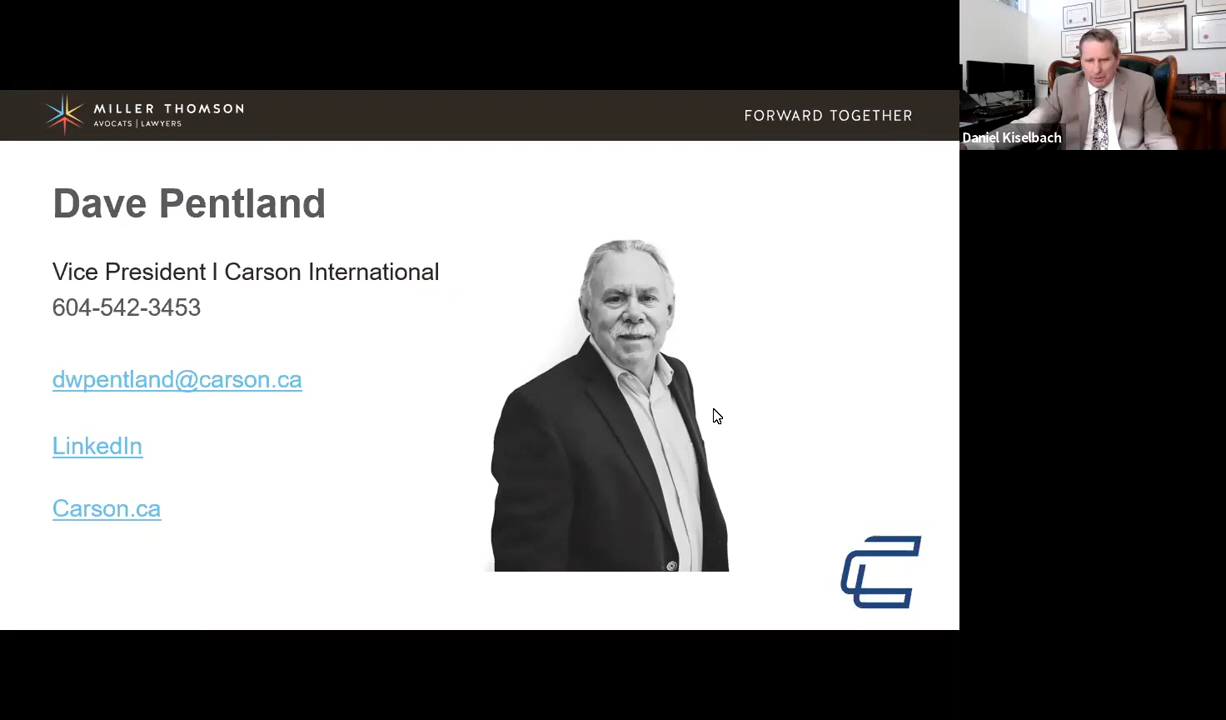 MILLER THOMSON
AVOCATS | LAWYERS
FORWARD TOGETHER
Daniel Kiselbach
Dave Pentland
Vice President I Carson International
604-542-3453
dwpentland@carson.ca
LinkedIn
Carson.ca